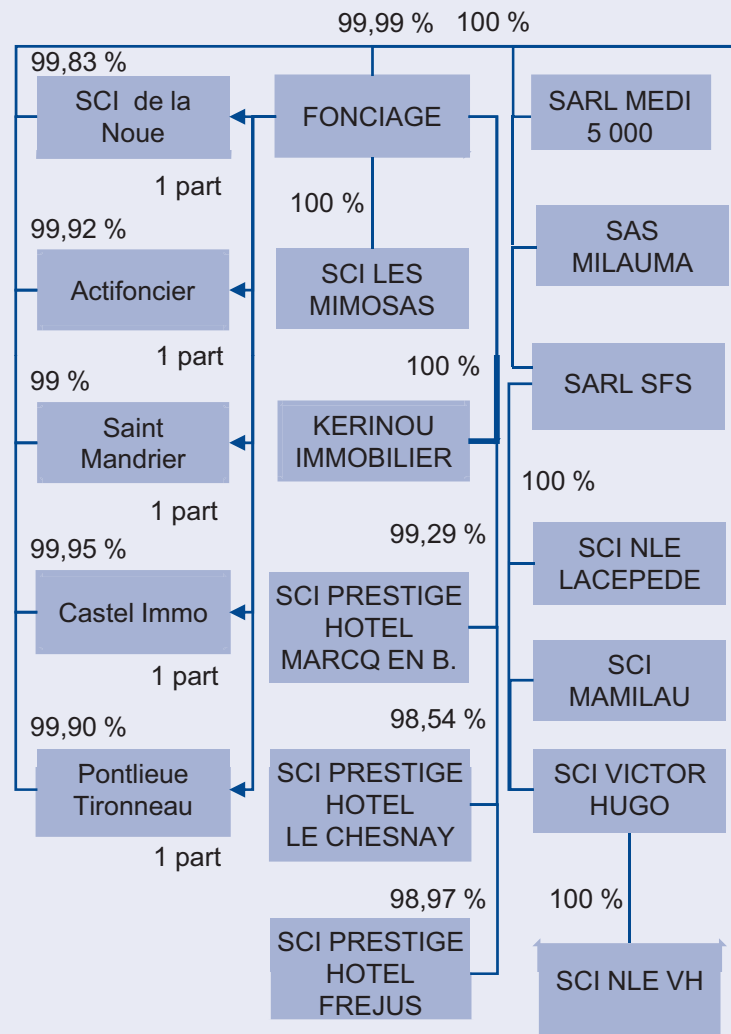 99,99 %
100 %
99,83 %
SCI de la
Noue
1 part
99,92 %
Actifoncier
1 part
99 %
Saint
Mandrier
1 part
99,95 %
Castel Immo
1 part
99,90 %
Pontlieue
Tironneau
1 part
FONCIAGE
100 %
SCI LES
MIMOSAS
100 %
KERINOU
IMMOBILIER
99,29 %
SCI PRESTIGE
HOTEL
MARCQ EN B.
98,54 %
SCI PRESTIGE
HOTEL
LE CHESNAY
98,97 %
SCI PRESTIGE
HOTEL
FREJUS
SARL MEDI
5 000
SAS
MILAUMA
SARL SFS
100 %
SCI NLE
LACEPEDE
SCI
MAMILAU
SCI VICTOR
HUGO
100 %
SCI NLE VH